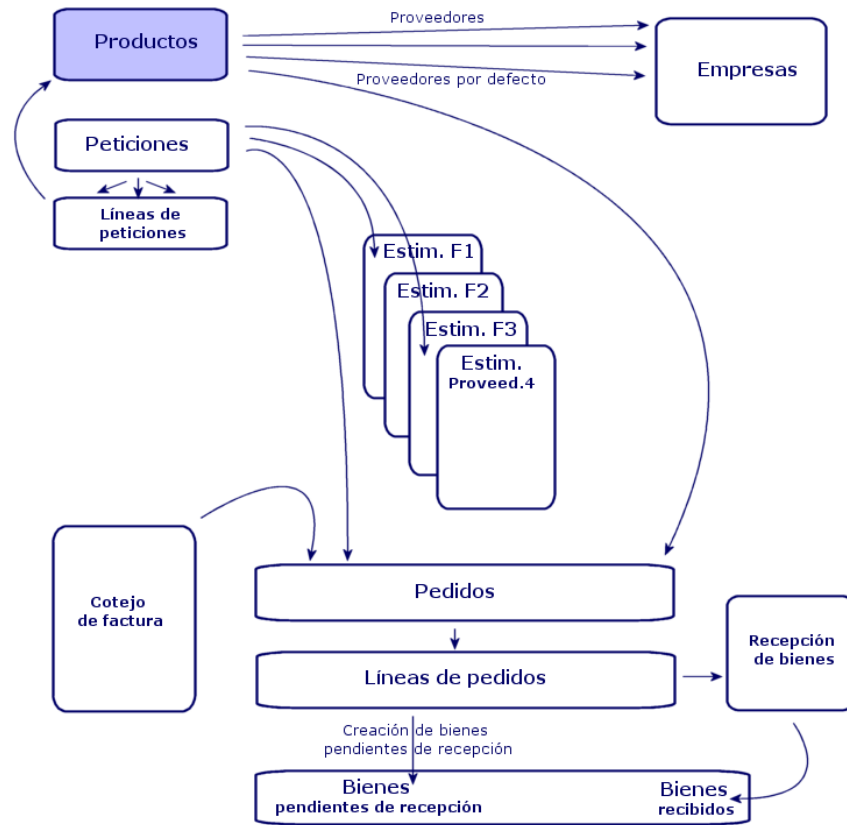 Proveedores
Productos
Empresas
Proveedores por defecto
Peticiones
Líneas de
peticiones
Estim. F1
Estim. F2
Estim. F3
Estim.
Proveed.4
Cotejo
de factura
Pedidos
Recepción
de bienes
Líneas de pedidos
Creación de bienes
pendientes de recepción
Bienes
pendientes de recepción
Bienes
recibidos